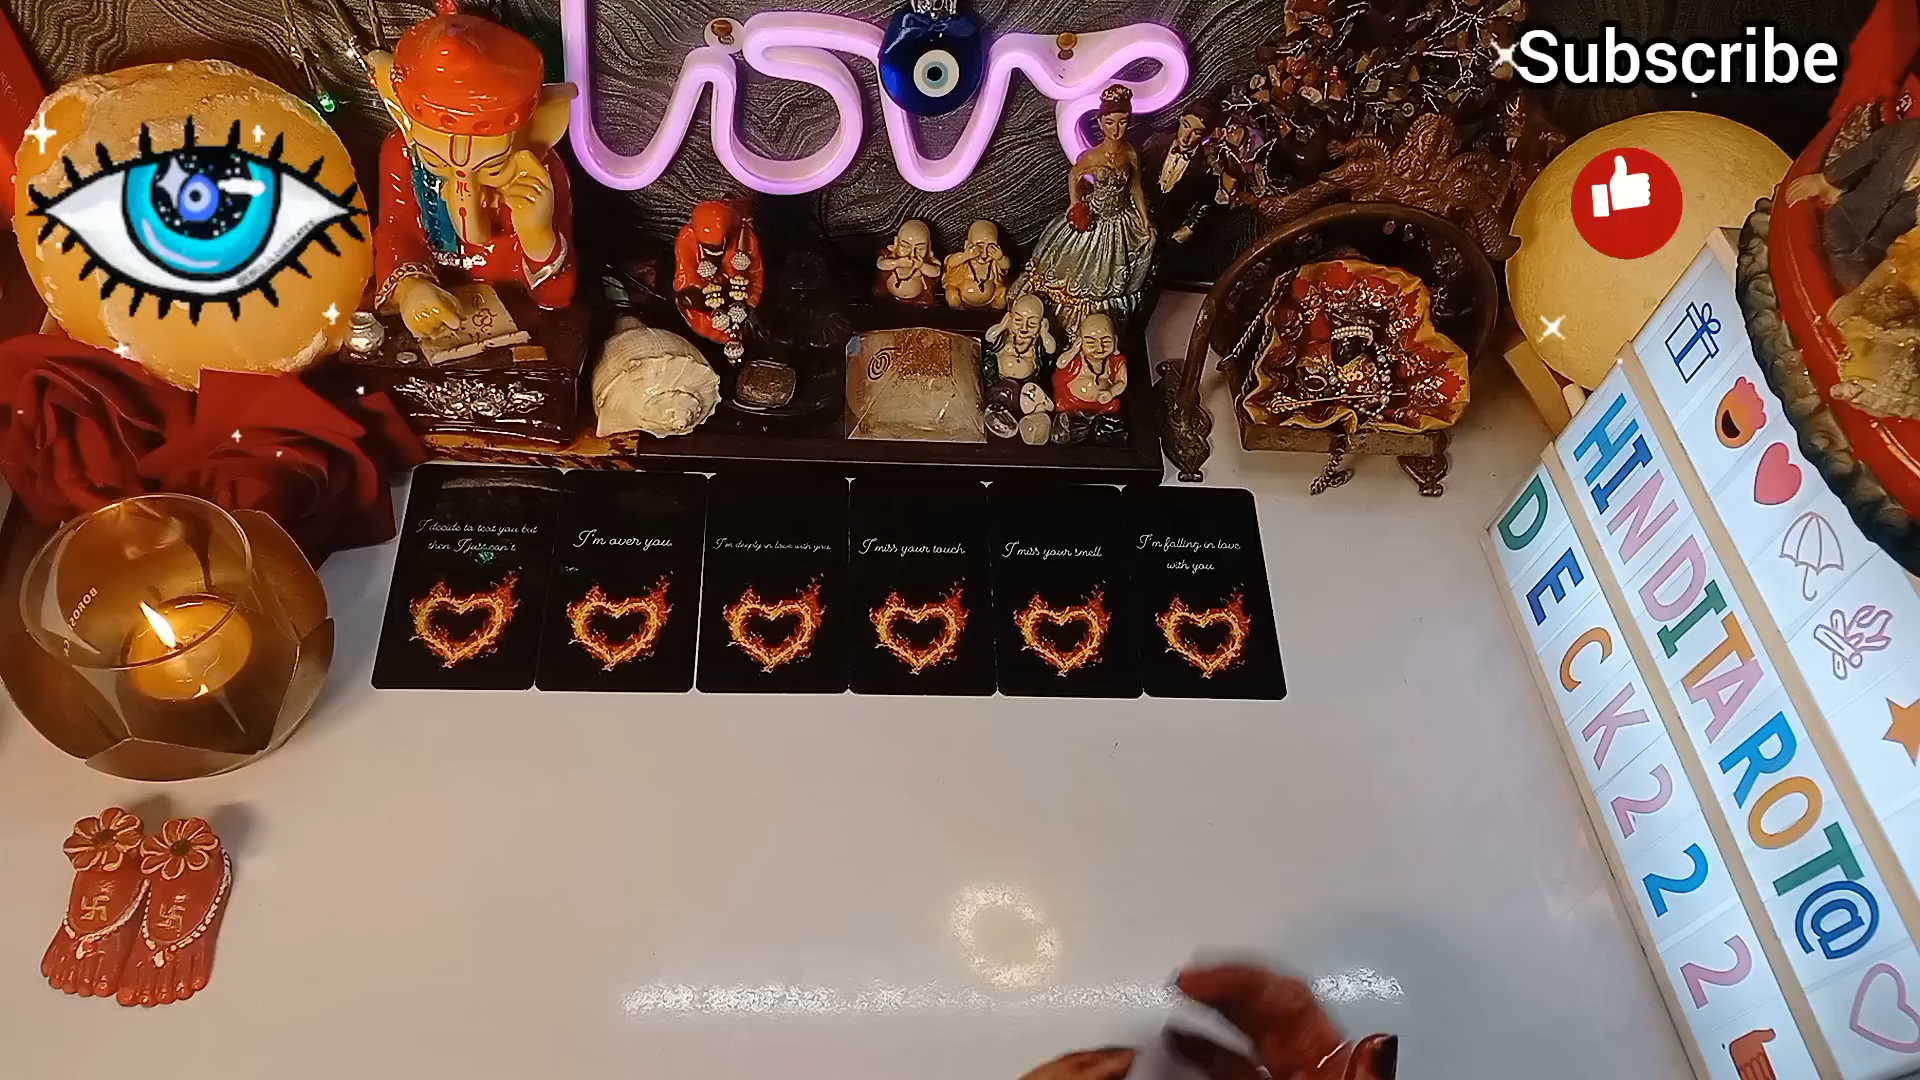 Subscribe
love
I decide to text you but
then I just can't
I'm over you
I'm deeply in love with you
I miss your touch
I miss your smell
I'm falling in love
with you
HINDITAROT@
DECK222